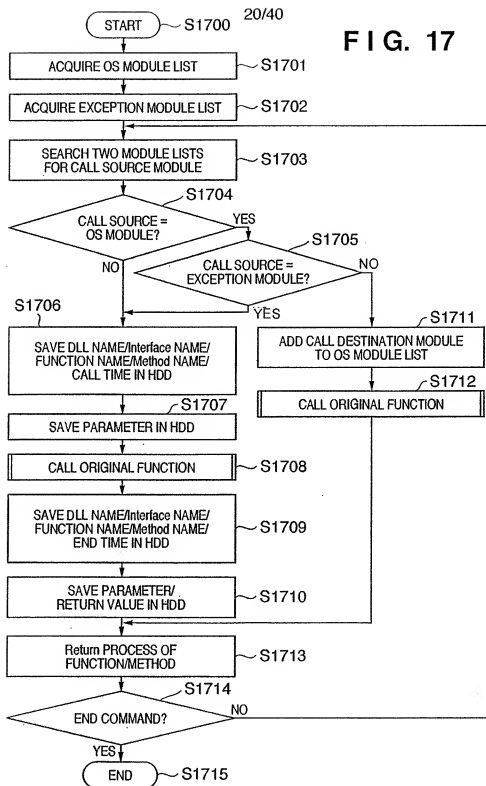 20/40
FIG. 17
START
S1700
ACQUIRE OS MODULE LIST
S1701
ACQUIRE EXCEPTION MODULE LIST
S1702
SEARCH TWO MODULE LISTS
FOR CALL SOURCE MODULE
S1703
S1704
CALL SOURCE =
OS MODULE?
YES
NO
S1705
CALL SOURCE =
EXCEPTION MODULE?
NO
YES
S1706
SAVE DLL NAME/Interface NAME/
FUNCTION NAME/Method NAME/
CALL TIME IN HDD
S1711
ADD CALL DESTINATION MODULE
TO OS MODULE LIST
S1712
CALL ORIGINAL FUNCTION
S1707
SAVE PARAMETER IN HDD
CALL ORIGINAL FUNCTION
S1708
SAVE DLL NAME/Interface NAME/
FUNCTION NAME/Method NAME/
END TIME IN HDD
S1709
SAVE PARAMETER/
RETURN VALUE IN HDD
S1710
Return PROCESS OF
FUNCTION/METHOD
S1713
S1714
END COMMAND?
NO
YES
END
S1715